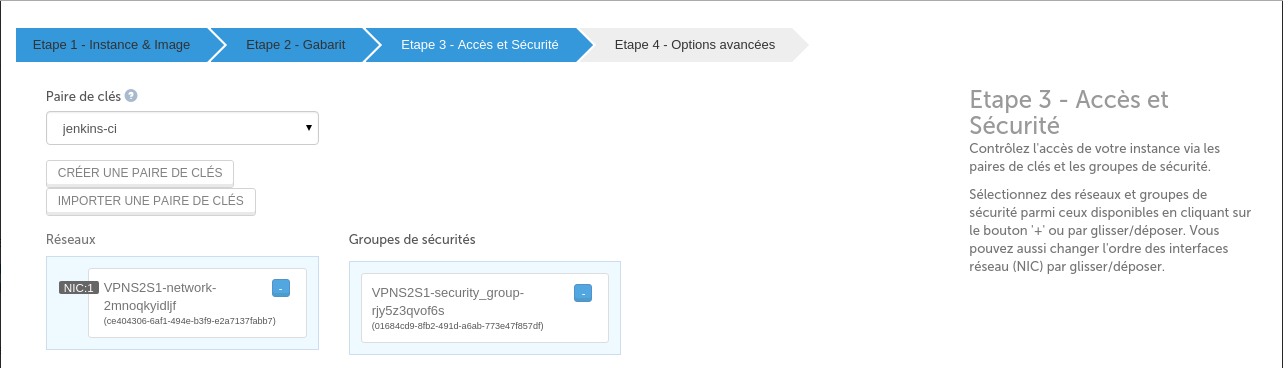 Etape 1 - Instance & Image
Etape 2 - Gabarit
Etape 3 - Accès et Sécurité
Etape 4 - Options avancées
Paire de clés ?
jenkins-ci
CRÉER UNE PAIRE DE CLÉS
IMPORTER UNE PAIRE DE CLÉS
Réseaux
NIC:1
VPNS2S1-network-
2mnoqkyidljf
(ce404306-6af1-494e-b3f9-e2a7137fabb7)
-
Groupes de sécurités
VPNS2S1-security_group-
rjy5z3qvof6s
(01684cd9-8fb2-491d-a6ab-773e47f857df)
-
Etape 3 - Accès et
Sécurité
Contrôlez l'accès de votre instance via les
paires de clés et les groupes de sécurité.
Sélectionnez des réseaux et groupes de
sécurité parmi ceux disponibles en cliquant sur
le bouton '+' ou par glisser/déposer. Vous
pouvez aussi changer l'ordre des interfaces
réseau (NIC) par glisser/déposer.